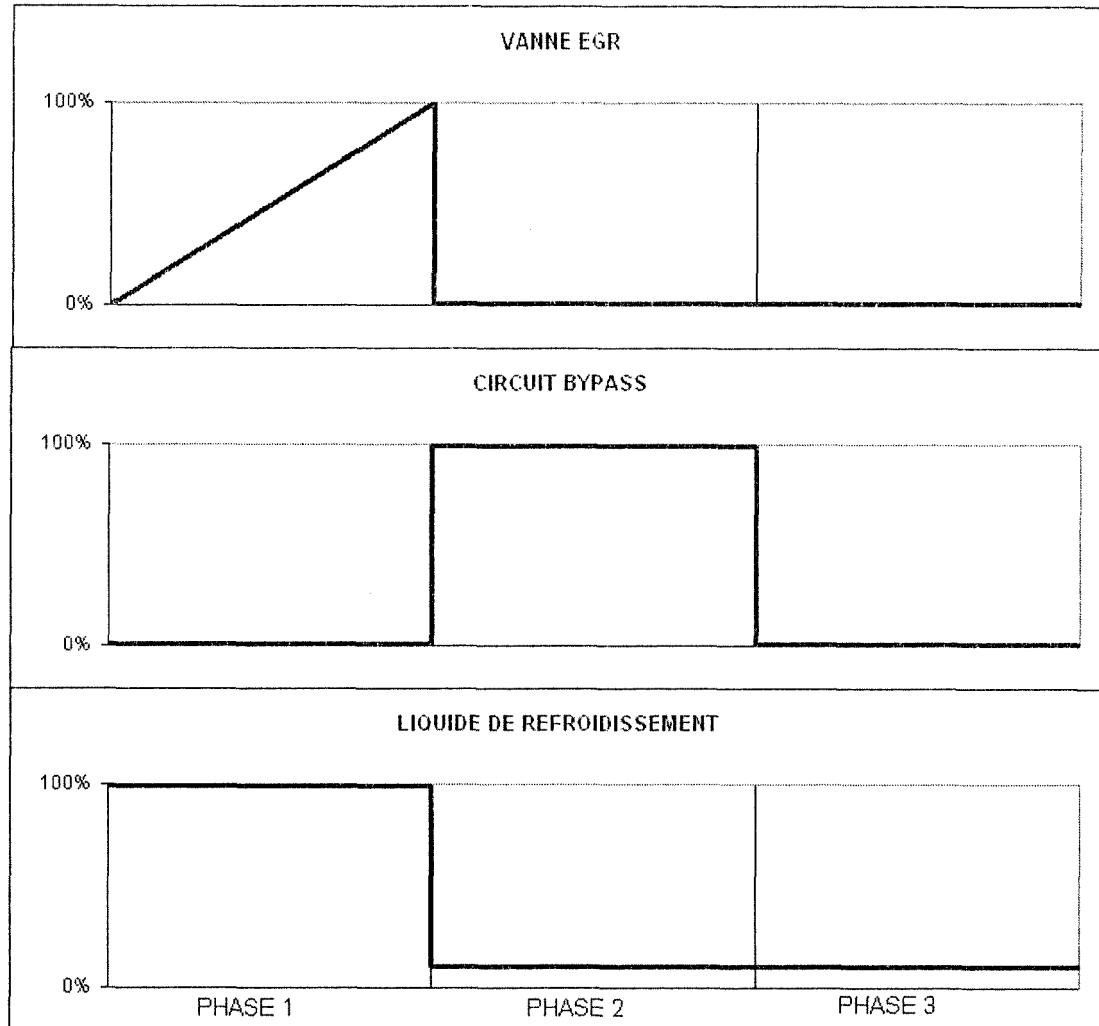 VANNE EGR
100%
0%
CIRCUIT BYPASS
100%
0%
LIQUIDE DE REFROIDISSEMENT
100%
0%
PHASE 1 PHASE 2 PHASE 3